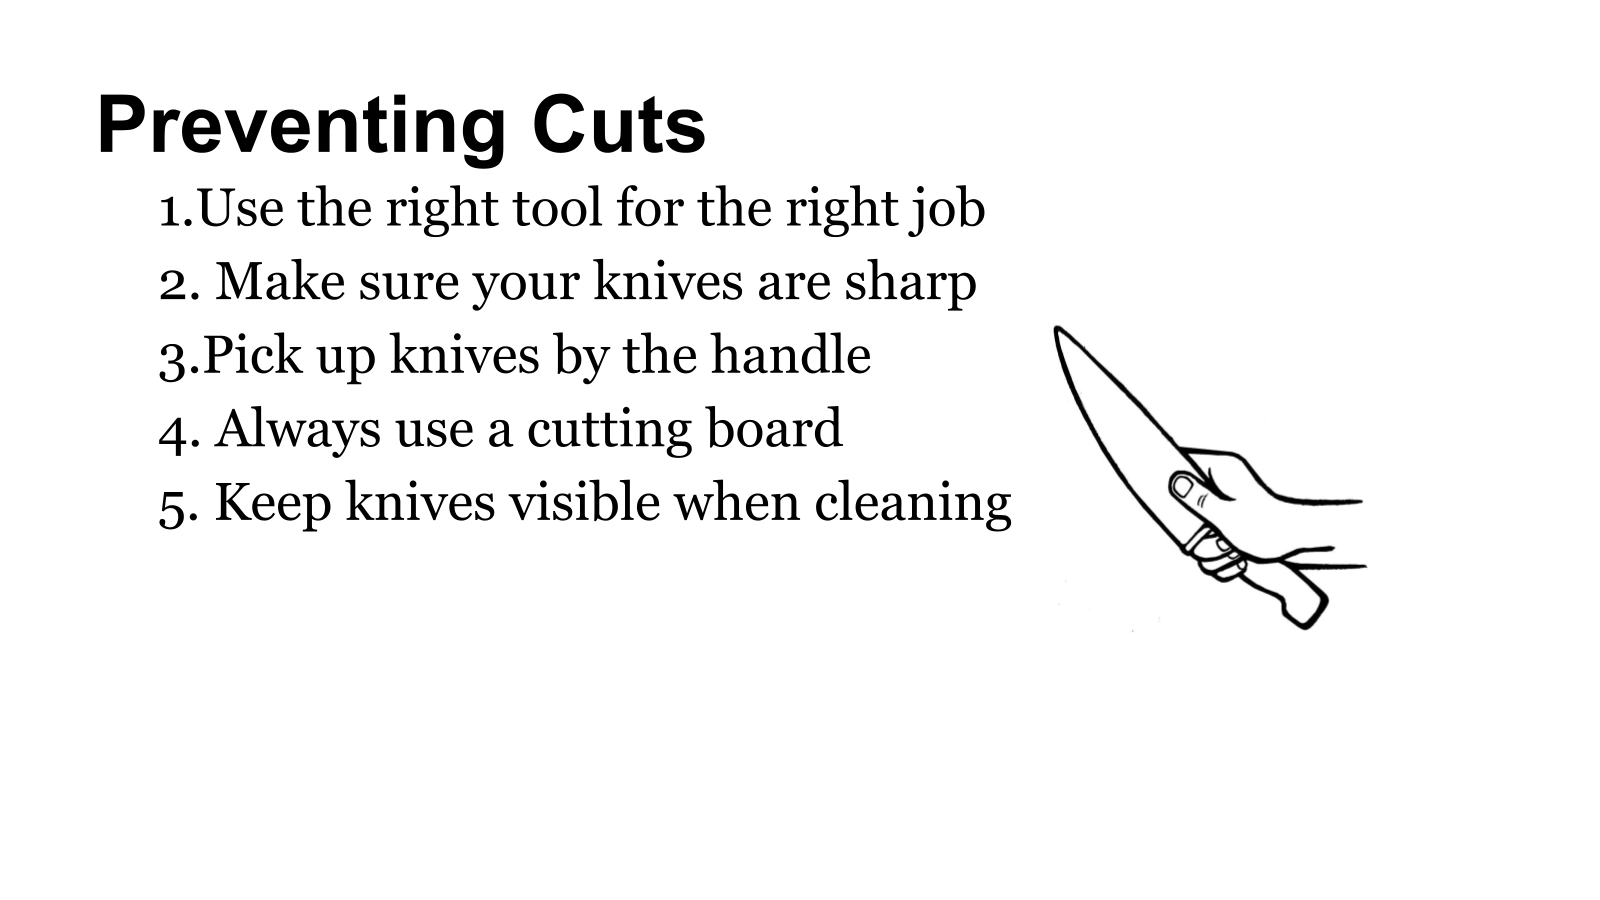 Preventing Cuts
1.Use the right tool for the right job
2. Make sure your knives are sharp
3.Pick up knives by the handle
4. Always use a cutting board
5. Keep knives visible when cleaning